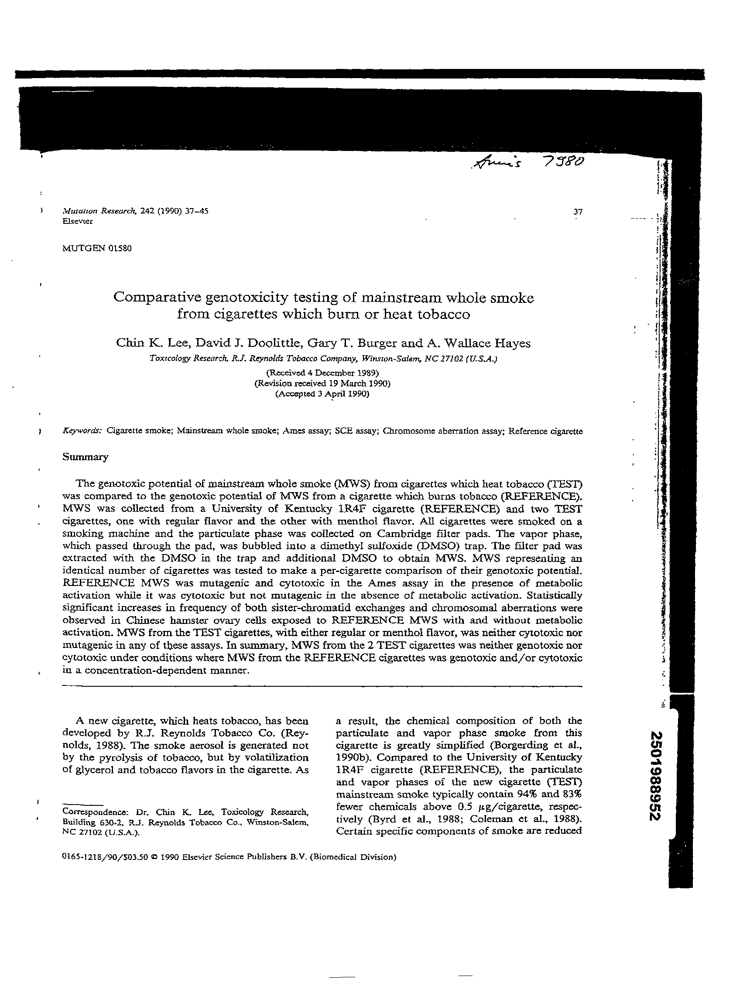 7980
Mutation Research, 242 (1990) 37–45
37
Elsevier
MUTGEN 01580
Comparative genotoxicity testing of mainstream whole smoke
from cigarettes which burn or heat tobacco
Chin K. Lee, David J. Doolittle, Gary T. Burger and A. Wallace Hayes
Toxicology Research, R.J. Reynolds Tobacco Company, Winston-Salem, NC 27102 (U.S.A.)
(Received 4 December 1989)
(Revision received 19 March 1990)
(Accepted 3 April 1990)
Keywords: Cigarette smoke; Mainstream whole smoke; Ames assay; SCE assay; Chromosome aberration assay; Reference cigarette
Summary
The genotoxic potential of mainstream whole smoke (MWS) from cigarettes which heat tobacco (TEST)
was compared to the genotoxic potential of MWS from a cigarette which burns tobacco (REFERENCE).
MWS was collected from a University of Kentucky 1R4F cigarette (REFERENCE) and two TEST
cigarettes, one with regular flavor and the other with menthol flavor. All cigarettes were smoked on a
smoking machine and the particulate phase was collected on Cambridge filter pads. The vapor phase,
which passed through the pad, was bubbled into a dimethyl sulfoxide (DMSO) trap. The filter pad was
extracted with the DMSO in the trap and additional DMSO to obtain MWS. MWS representing an
identical number of cigarettes was tested to make a per-cigarette comparison of their genotoxic potential.
REFERENCE MWS was mutagenic and cytotoxic in the Ames assay in the presence of metabolic
activation while it was cytotoxic but not mutagenic in the absence of metabolic activation. Statistically
significant increases in frequency of both sister-chromatid exchanges and chromosomal aberrations were
observed in Chinese hamster ovary cells exposed to REFERENCE MWS with and without metabolic
activation. MWS from the TEST cigarettes, with either regular or menthol flavor, was neither cytotoxic nor
mutagenic in any of these assays. In summary, MWS from the 2 TEST cigarettes was neither genotoxic nor
cytotoxic under conditions where MWS from the REFERENCE cigarettes was genotoxic and/or cytotoxic
in a concentration-dependent manner.
A new cigarette, which heats tobacco, has been
developed by R.J. Reynolds Tobacco Co. (Rey-
nolds, 1988). The smoke aerosol is generated not
by the pyrolysis of tobacco, but by volatilization
of glycerol and tobacco flavors in the cigarette. As
Correspondence: Dr. Chin K. Lee, Toxicology Research,
Building 630-2, R.J. Reynolds Tobacco Co., Winston-Salem,
NC 27102 (U.S.A.).
a result, the chemical composition of both the
particulate and vapor phase smoke from this
cigarette is greatly simplified (Borgerding et al.,
1990b). Compared to the University of Kentucky
1R4F cigarette (REFERENCE), the particulate
and vapor phases of the new cigarette (TEST)
mainstream smoke typically contain 94% and 83%
fewer chemicals above 0.5 μg/cigarette, respec-
tively (Byrd et al., 1988; Coleman et al., 1988).
Certain specific components of smoke are reduced
0165-1218/90/$03.50 © 1990 Elsevier Science Publishers B.V. (Biomedical Division)
2501988952